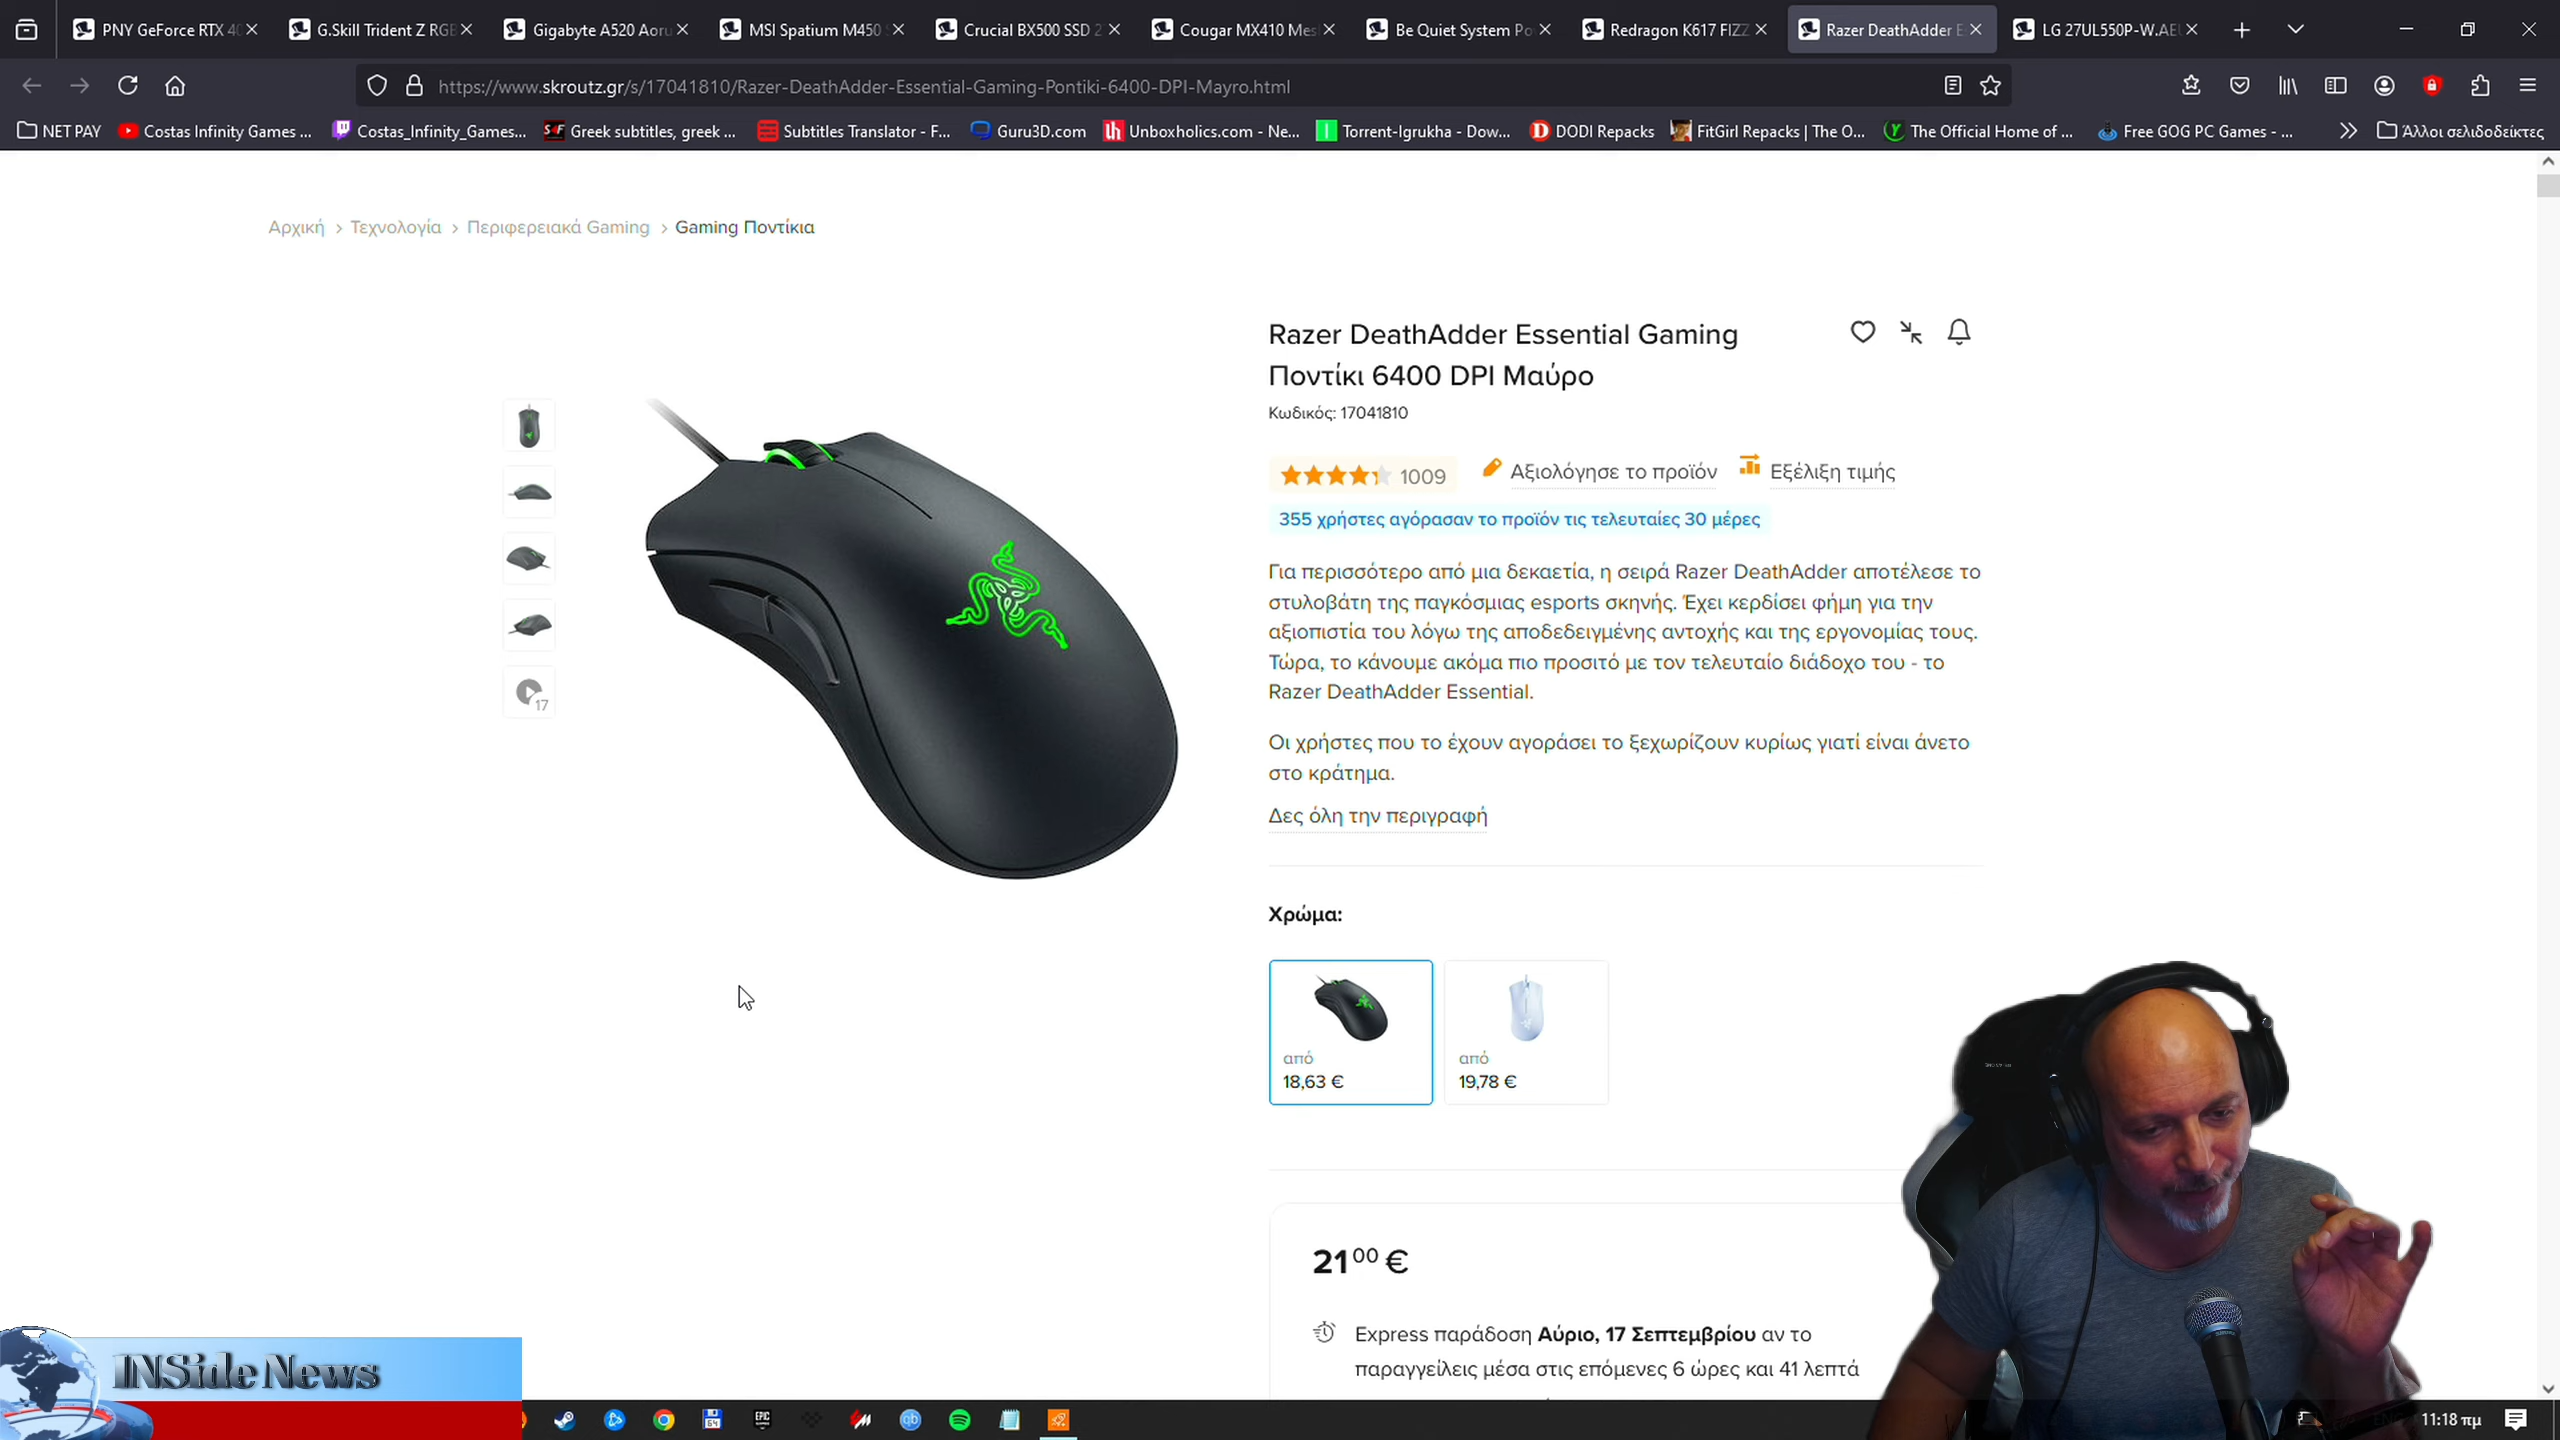 PNY GeForce RTX 40
G.Skill Trident Z RGB
Gigabyte A520 Aoru
MSI Spatium M450 S
Crucial BX500 SSD 2
Cougar MX410 Mes
Be Quiet System Po
Redragon K617 FIZZ
Razer DeathAdder E
LG 27UL550P-W.AEU
https://www.skroutz.gr/s/17041810/Razer-DeathAdder-Essential-Gaming-Pontiki-6400-DPI-Mayro.html
NET PAY
Costas Infinity Games ...
Costas_Infinity_Games...
Greek subtitles, greek ...
Subtitles Translator - F...
Guru3D.com
Unboxholics.com - Ne...
Torrent-Igrukha - Dow...
DODI Repacks
FitGirl Repacks | The O...
The Official Home of ...
Free GOG PC Games - ...
Άλλοι σελιδοδείκτες
Αρχική > Τεχνολογία > Περιφερειακά Gaming > Gaming Ποντίκια
Razer DeathAdder Essential Gaming
Ποντίκι 6400 DPI Μαύρο
Κωδικός: 17041810
1009 Αξιολόγησε το προϊόν Εξέλιξη τιμής
355 χρήστες αγόρασαν το προϊόν τις τελευταίες 30 μέρες
Για περισσότερο από μια δεκαετία, η σειρά Razer DeathAdder αποτέλεσε το
στυλοβάτη της παγκόσμιας esports σκηνής. Έχει κερδίσει φήμη για την
αξιοπιστία του λόγω της αποδεδειγμένης αντοχής και της εργονομίας τους.
Τώρα, το κάνουμε ακόμα πιο προσιτό με τον τελευταίο διάδοχο του - το
Razer DeathAdder Essential.
Οι χρήστες που το έχουν αγοράσει το ξεχωρίζουν κυρίως γιατί είναι άνετο
στο κράτημα.
Δες όλη την περιγραφή
17
Χρώμα:
από
18,63 €
από
19,78 €
21⁰⁰ €
Express παράδοση Αύριο, 17 Σεπτεμβρίου αν το
παραγγείλεις μέσα στις επόμενες 6 ώρες και 41 λεπτά
INSide News
11:18 πμ